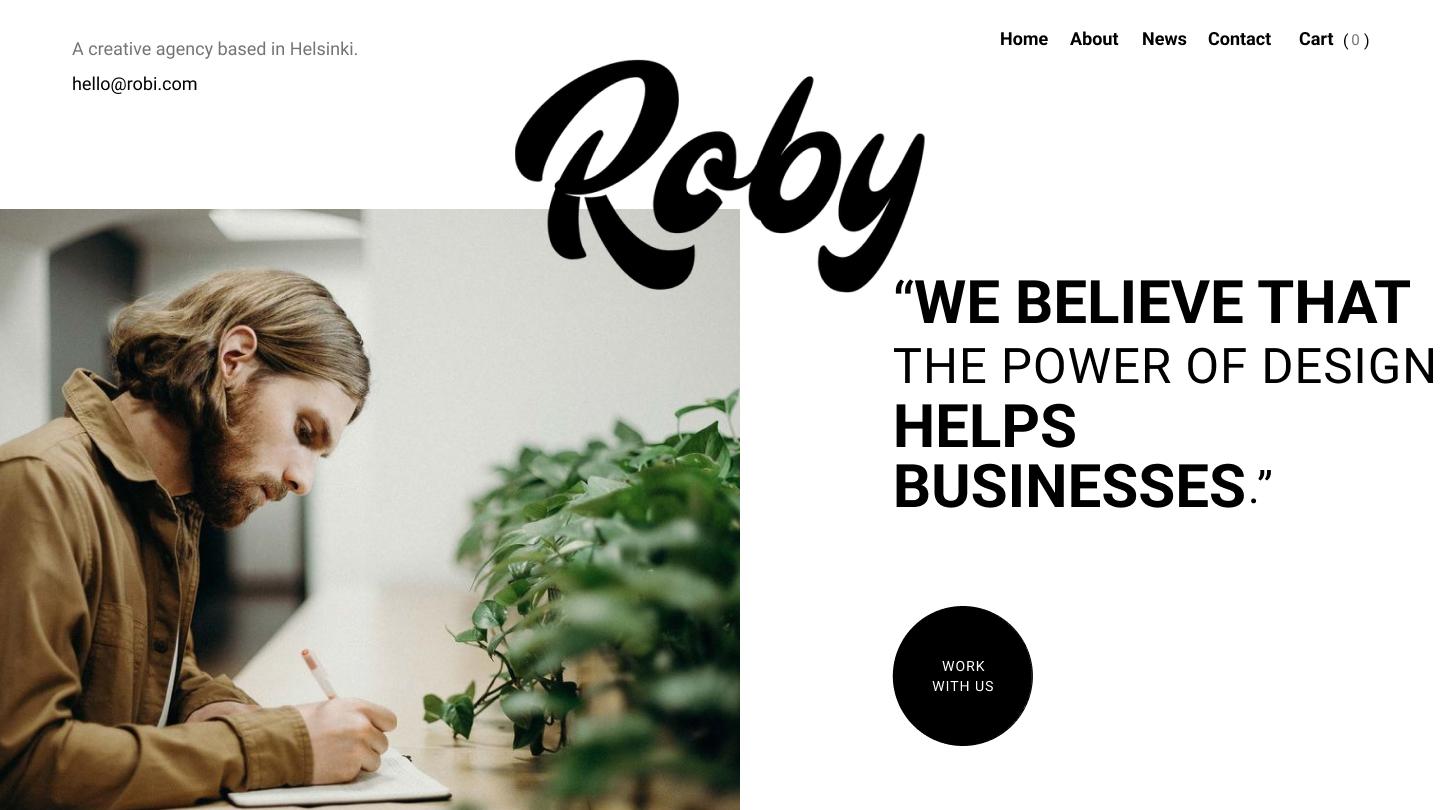 A creative agency based in Helsinki.
hello@robi.com
Home About News Contact Cart (0)
Roby
“WE BELIEVE THAT
THE POWER OF DESIGN
HELPS
BUSINESSES.”
WORK
WITH US